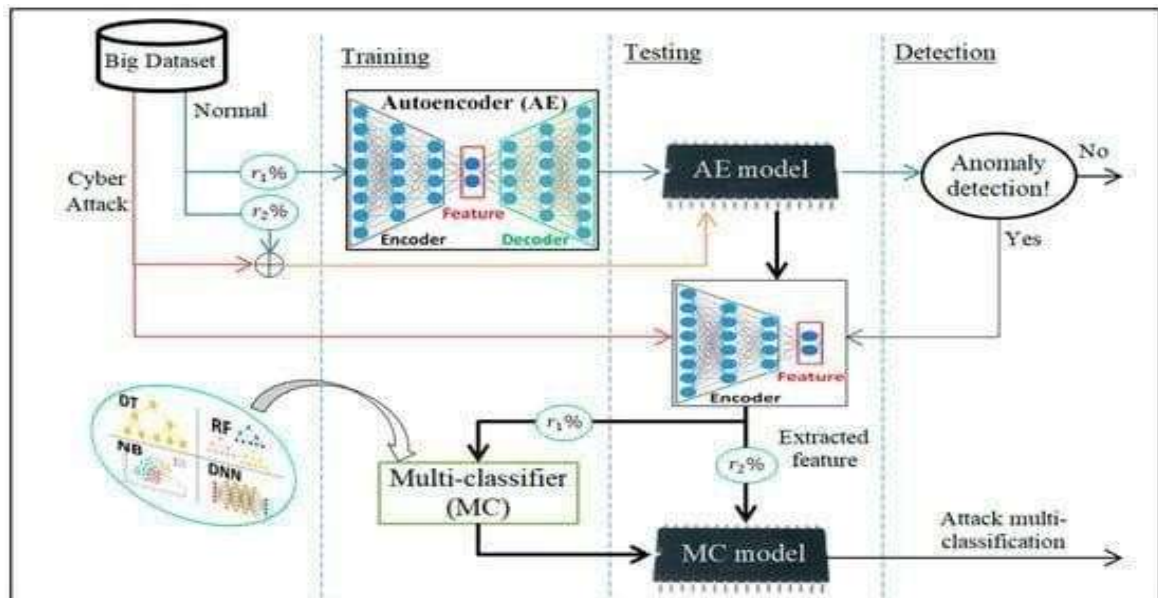 Big Dataset
Training
Testing
Detection
Normal
Autoencoder (AE)
Cyber
Attack
r₁%
r₂%
Feature
Encoder
Decoder
AE model
Anomaly
detection!
No
Yes
Feature
Encoder
DT
RF
NB
DNN
r₁%
r₂%
Extracted
feature
Multi-classifier
(MC)
MC model
Attack multi-
classification